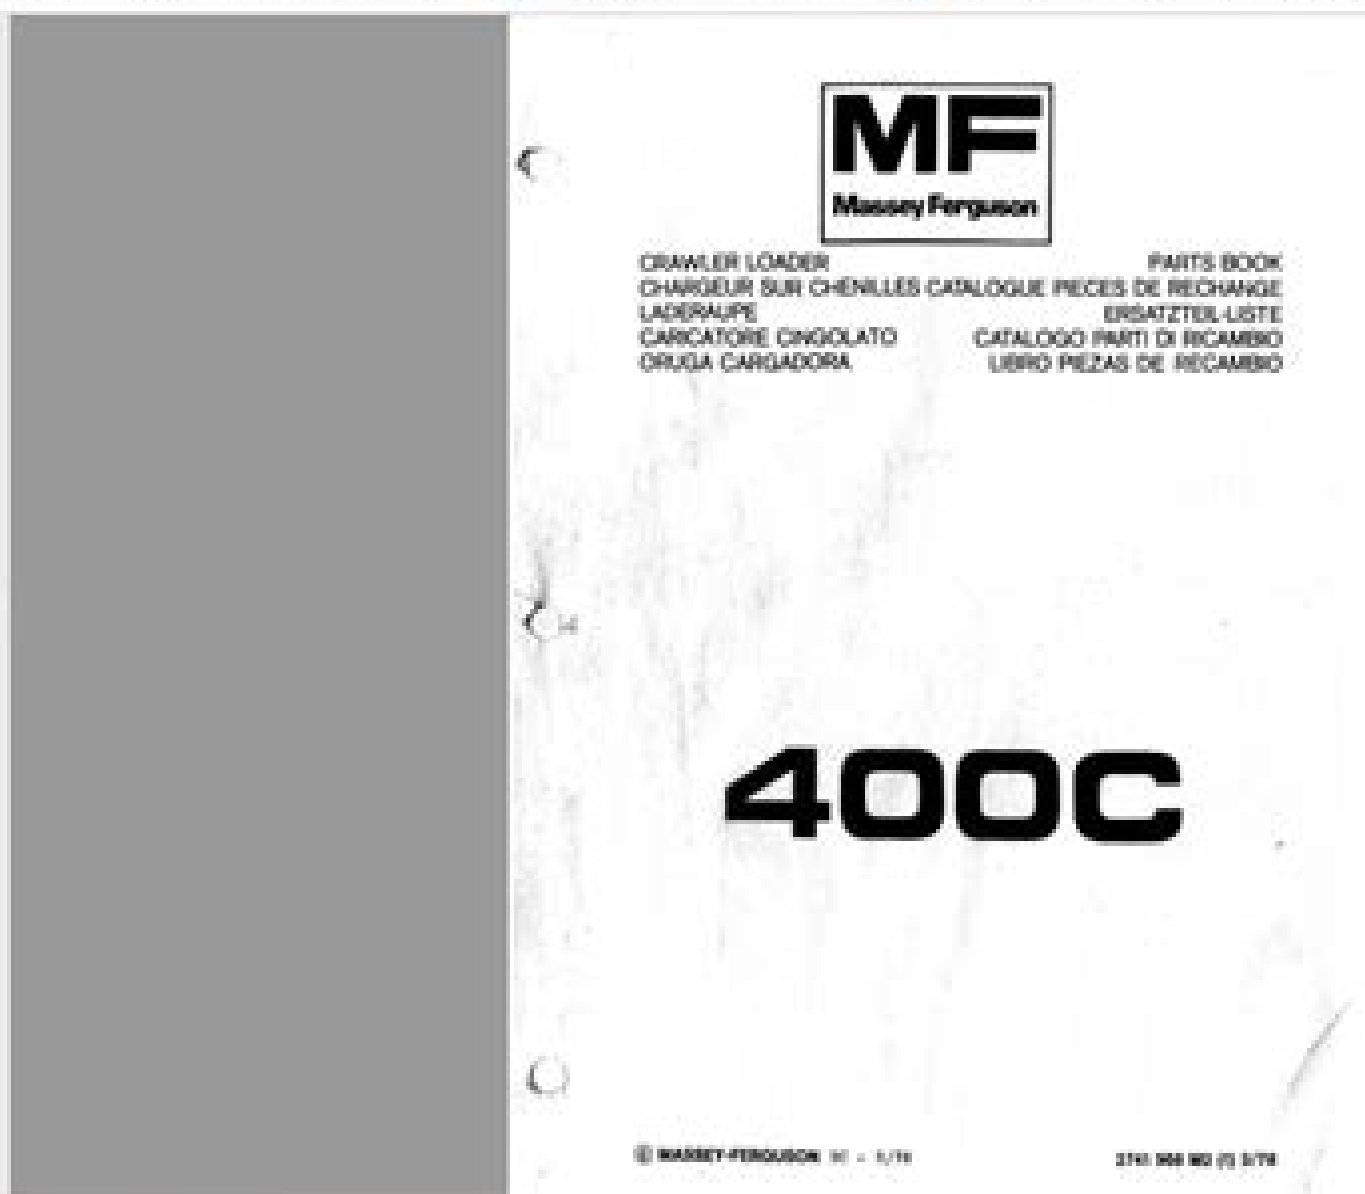 MF
Massey Ferguson
CRAWLER LOADER PARTS BOOK
CHARGEUR SUR CHENILLES CATALOGUE PIECES DE RECHANGE
LADERAUPE ERSATZTEIL-LISTE
CARICATORE CINGOLATO CATALOGO PARTI DI RICAMBIO
ORUGA CARGADORA LIBRO PIEZAS DE RECAMBIO
400C
© MASSEY-FERGUSON